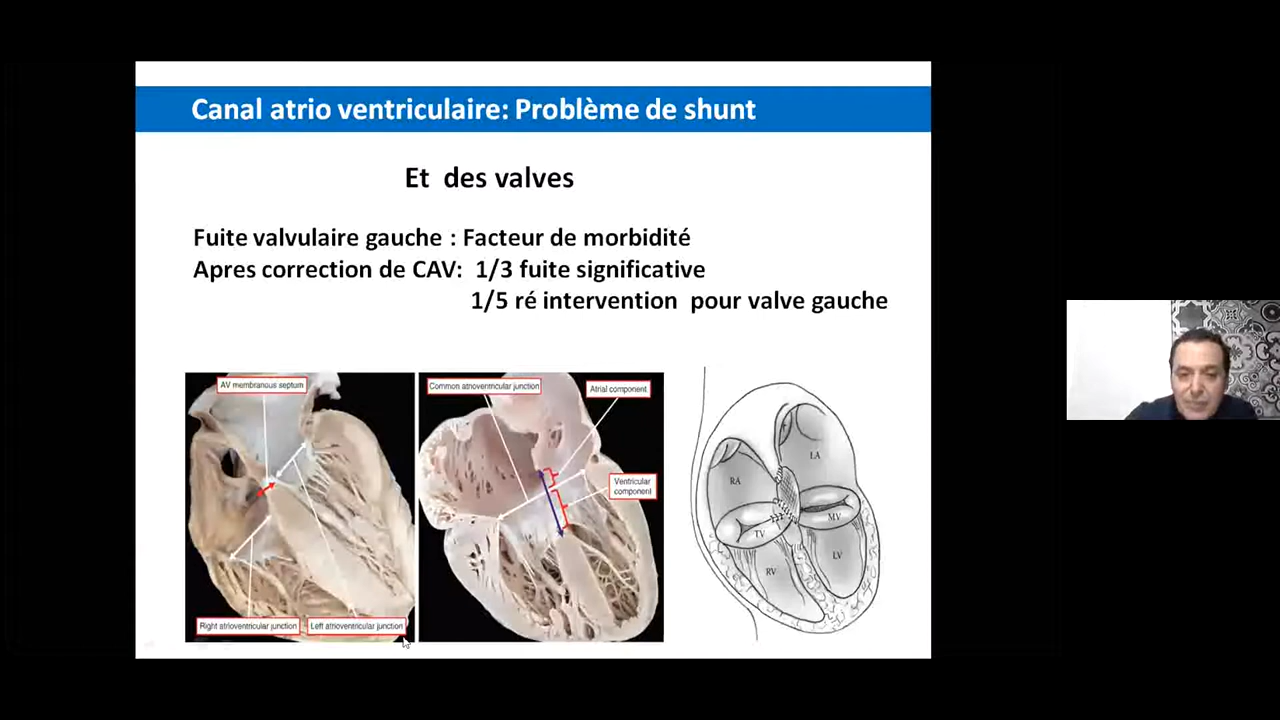 Canal atrio ventriculaire: Problème de shunt
Et des valves
Fuite valvulaire gauche : Facteur de morbidité
Apres correction de CAV: 1/3 fuite significative
1/5 ré intervention pour valve gauche
AV membranous septum
Right atrioventricular junction
Left atrioventricular junction
Common atrioventricular junction
Atrial component
Ventricular
component
LA
RA
MV
TV
LV
RV